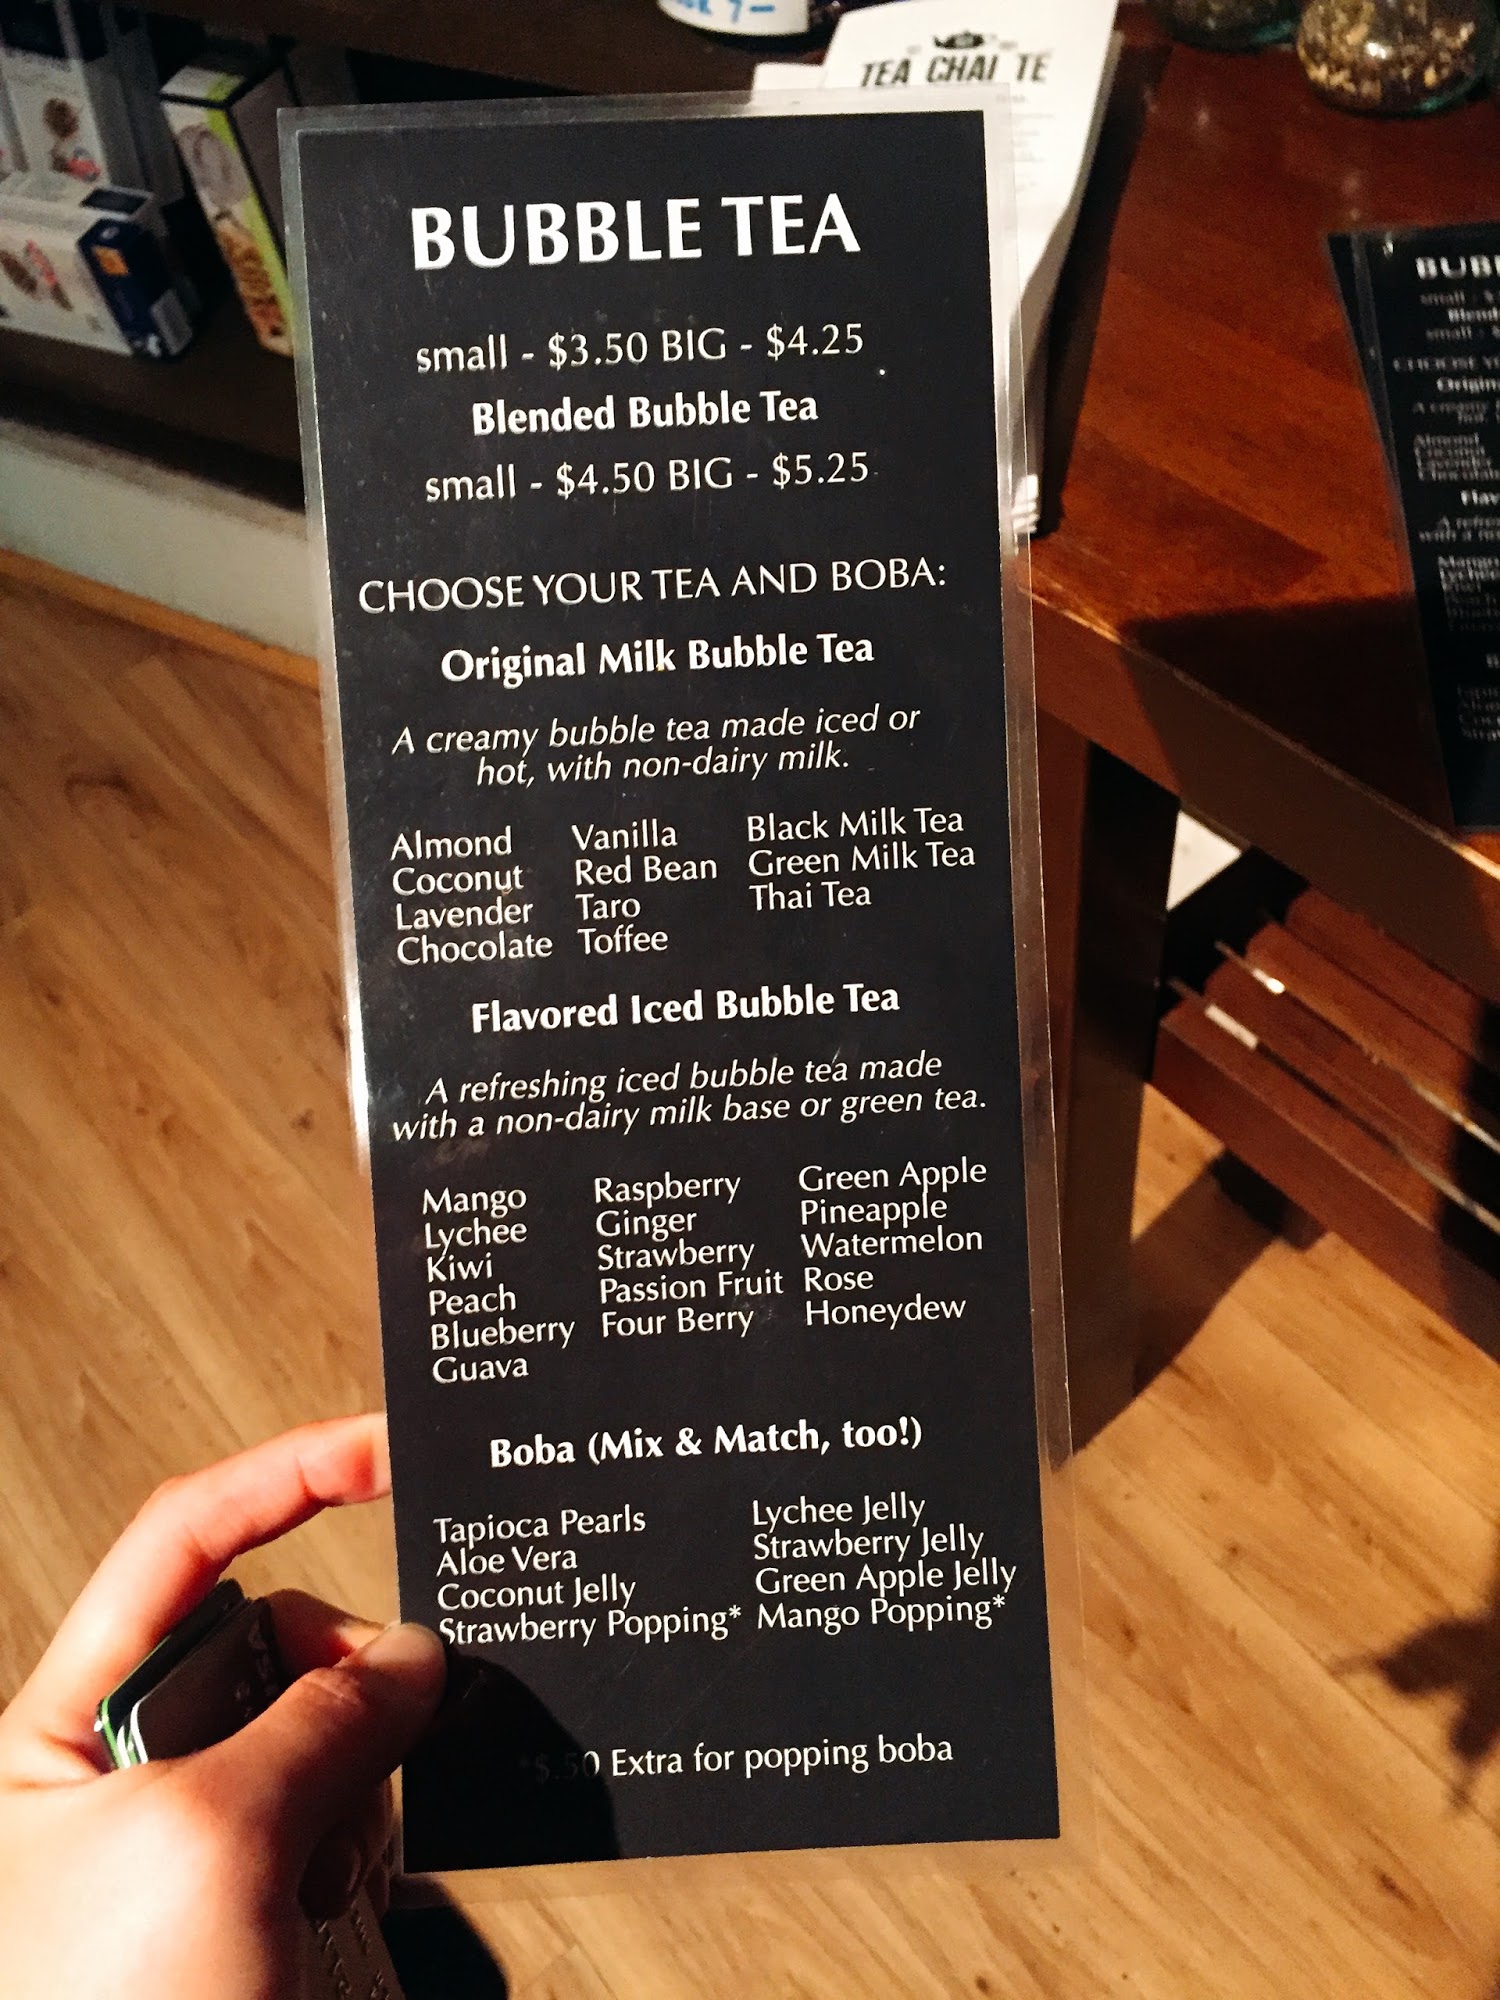 TEA CHAI TE
BUBBLE TEA
small - $3.50 BIG - $4.25
Blended Bubble Tea
small - $4.50 BIG - $5.25
CHOOSE YOUR TEA AND BOBA:
Original Milk Bubble Tea
A creamy bubble tea made iced or
hot, with non-dairy milk.
Almond Vanilla Black Milk Tea
Coconut Red Bean Green Milk Tea
Lavender Taro Thai Tea
Chocolate Toffee
Flavored Iced Bubble Tea
A refreshing iced bubble tea made
with a non-dairy milk base or green tea.
Mango Raspberry Green Apple
Lychee Ginger Pineapple
Kiwi Strawberry Watermelon
Peach Passion Fruit Rose
Blueberry Four Berry Honeydew
Guava
Boba (Mix & Match, too!)
Tapioca Pearls Lychee Jelly
Aloe Vera Strawberry Jelly
Coconut Jelly Green Apple Jelly
Strawberry Popping* Mango Popping*
*$.50 Extra for popping boba